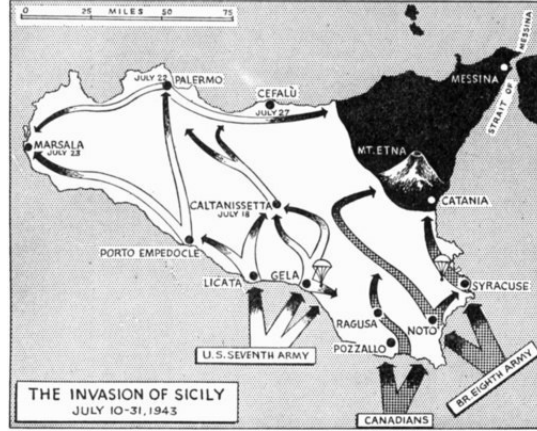 0 25 50 75
MILES
MESSINA
MESSINA
STRAIT OF
JULY 22 PALERMO
CEFALÙ
JULY 27
MT. ETNA
MARSALA
JULY 23
CATANIA
CALTANISSETTA
JULY 18
PORTO EMPEDOCLE
LICATA
GELA
SYRACUSE
RAGUSA
NOTO
POZZALLO
U.S. SEVENTH ARMY
BR. EIGHTH ARMY
CANADIANS
THE INVASION OF SICILY
JULY 10-31, 1943